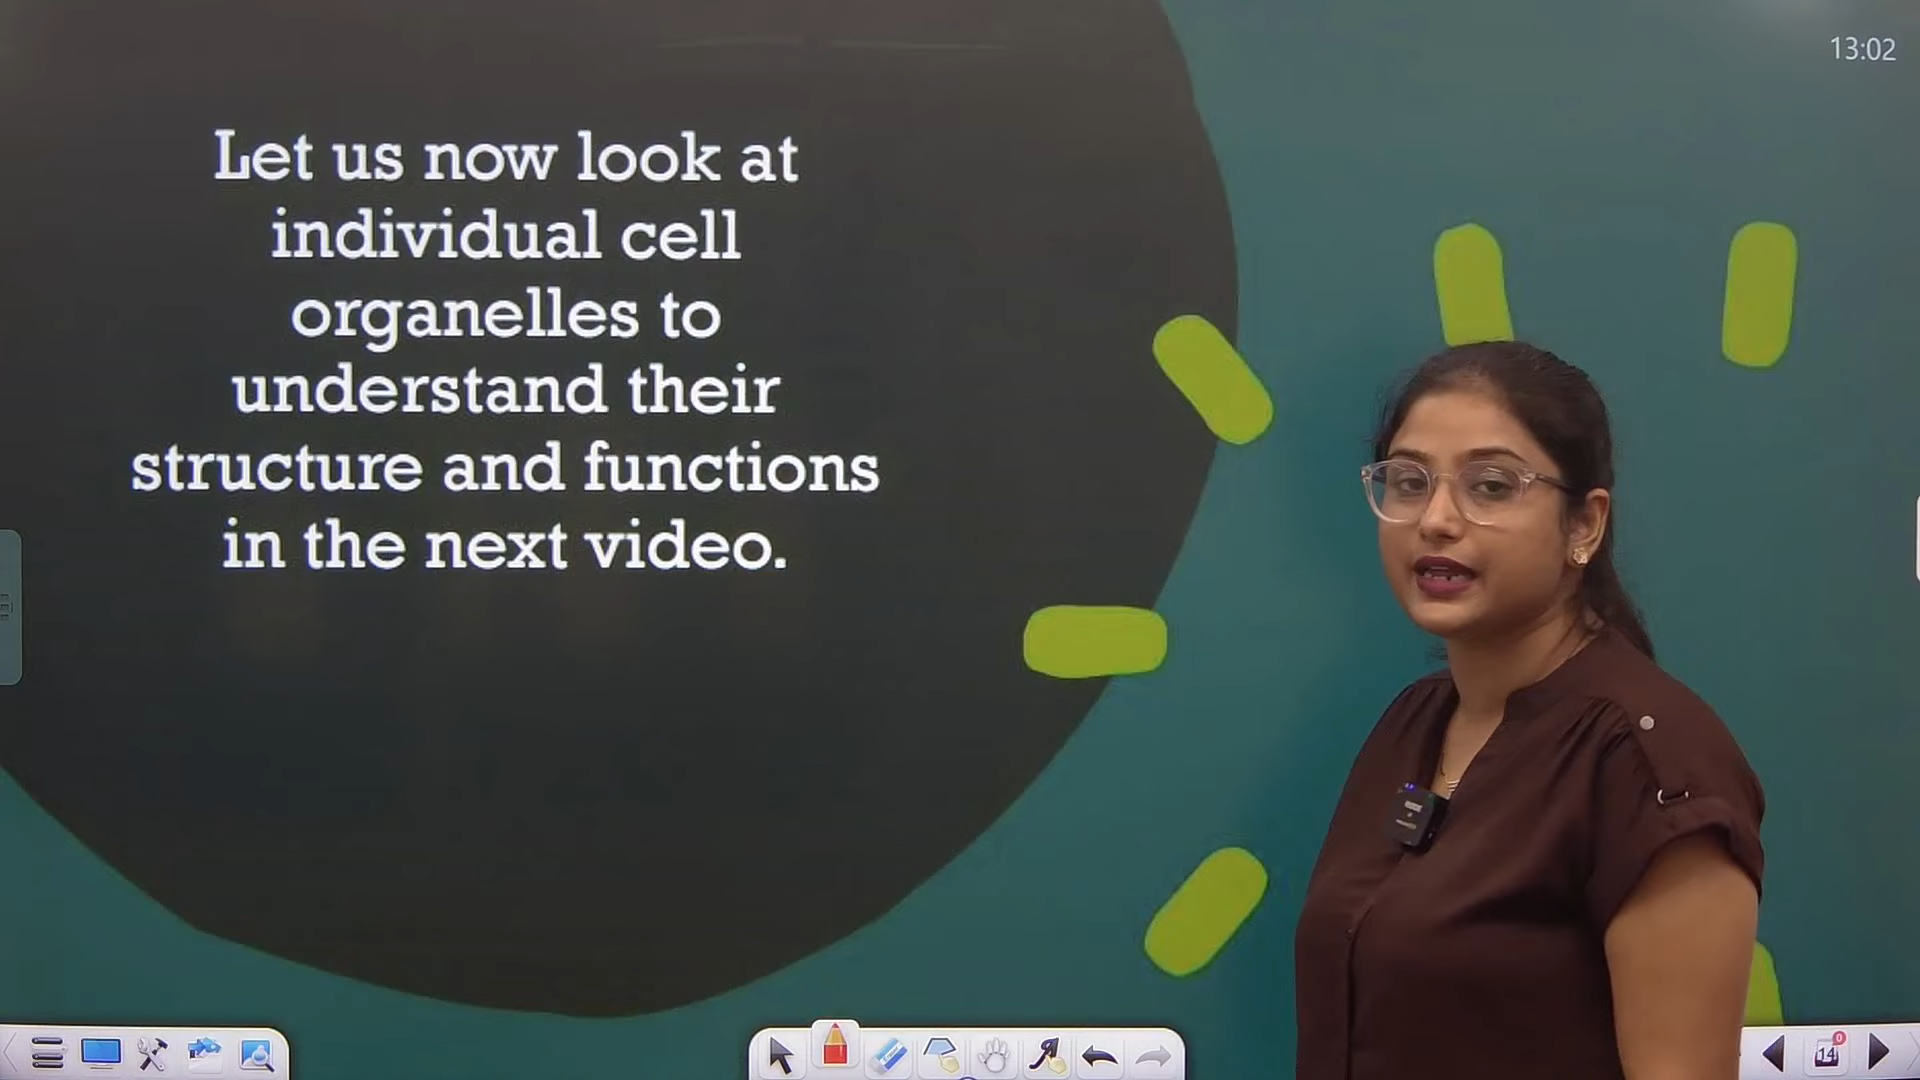 13:02
Let us now look at
individual cell
organelles to
understand their
structure and functions
in the next video.
14
0